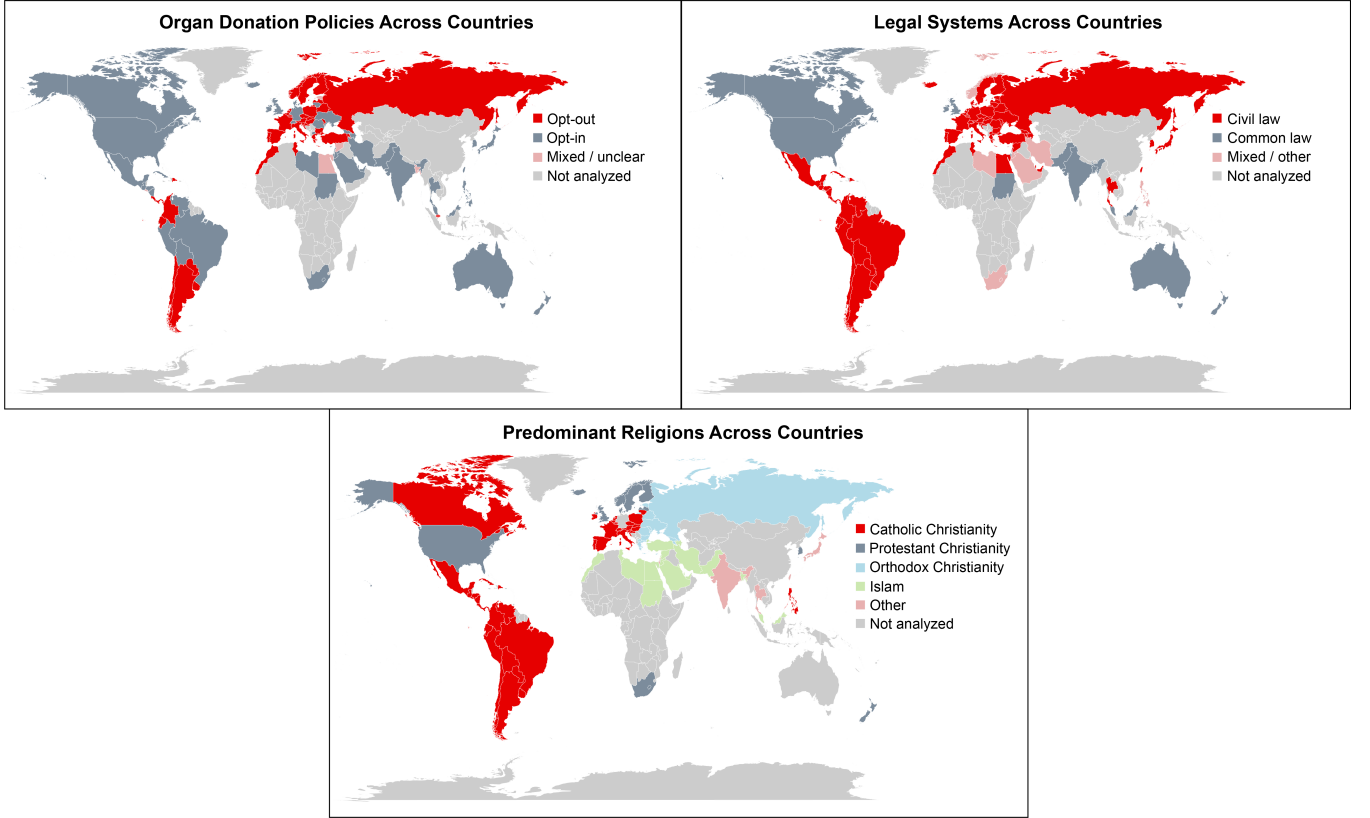 Organ Donation Policies Across Countries
Opt-out
Opt-in
Mixed / unclear
Not analyzed
Legal Systems Across Countries
Civil law
Common law
Mixed / other
Not analyzed
Predominant Religions Across Countries
Catholic Christianity
Protestant Christianity
Orthodox Christianity
Islam
Other
Not analyzed